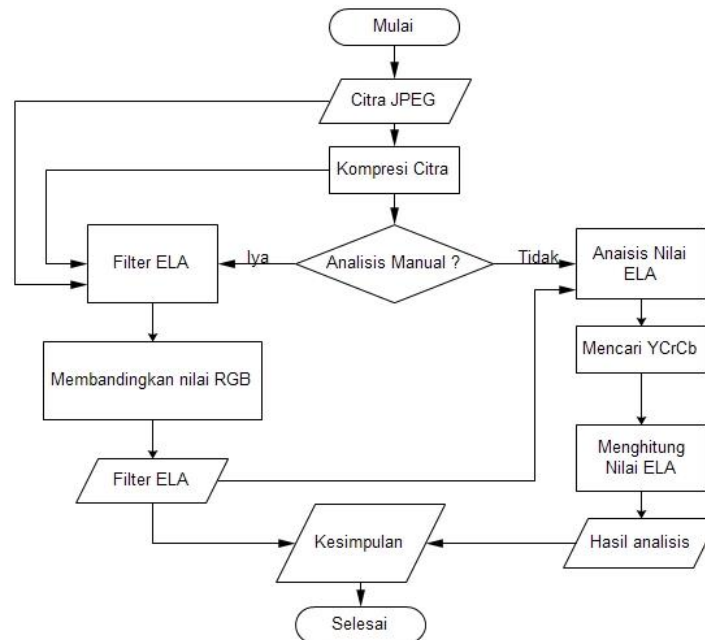 Mulai
Citra JPEG
Kompresi Citra
Filter ELA
Iya
Analisis Manual ?
Tidak
Anaisis Nilai
ELA
Membandingkan nilai RGB
Mencari YCrCb
Filter ELA
Menghitung
Nilai ELA
Kesimpulan
Hasil analisis
Selesai